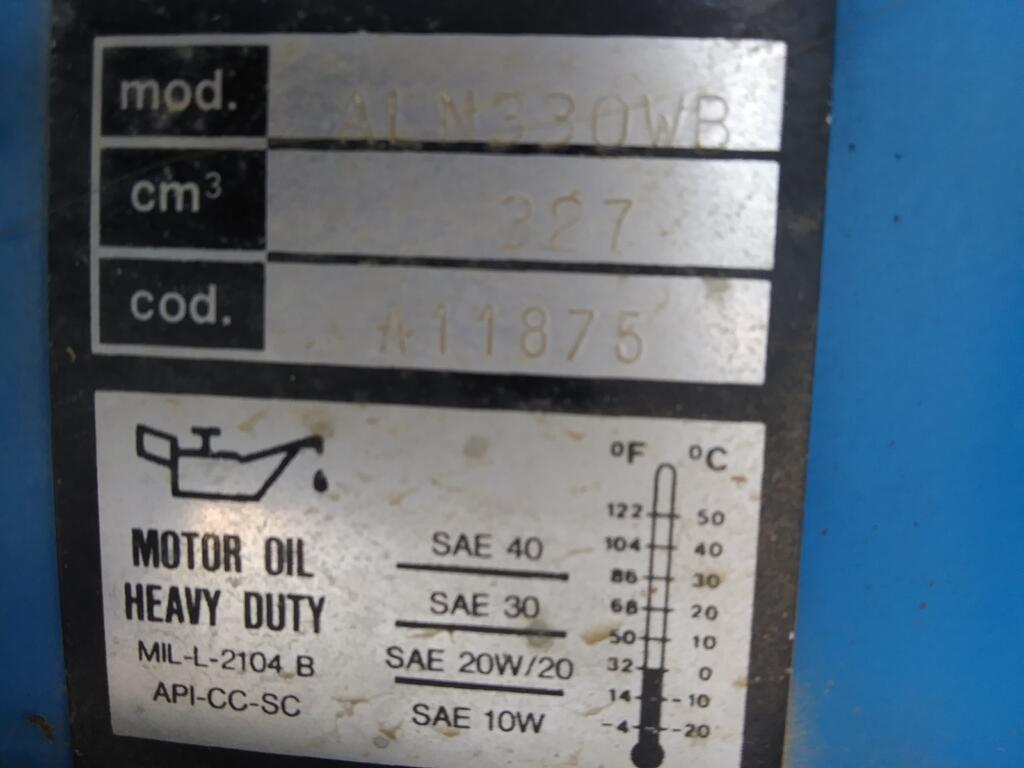 mod. ALN330WB
cm³ 327
cod. A11875
°F °C
122 50
104 40
86 30
68 20
50 10
32 0
14 -10
-4 -20
MOTOR OIL
HEAVY DUTY
MIL-L-2104 B
API-CC-SC
SAE 40
SAE 30
SAE 20W/20
SAE 10W